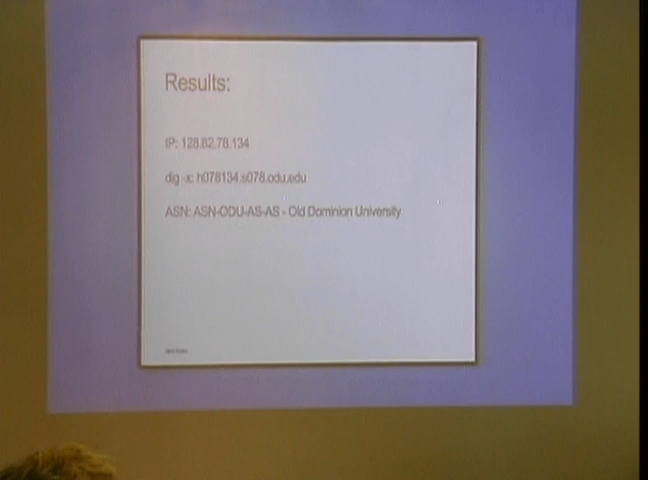 Results:
IP: 128.82.78.134
dig -x: h078134.s078.odu.edu
ASN: ASN-ODU-AS-AS - Old Dominion University